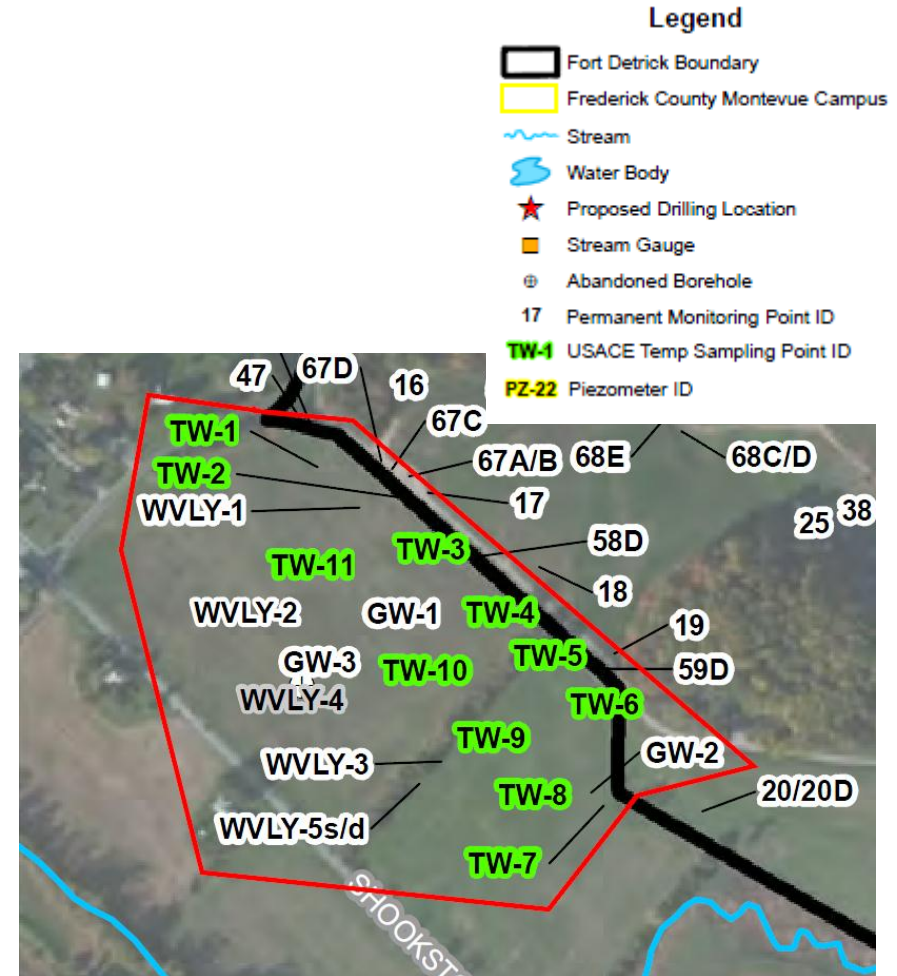 Legend
Fort Detrick Boundary
Frederick County Montevue Campus
Stream
Water Body
Proposed Drilling Location
Stream Gauge
Abandoned Borehole
17 Permanent Monitoring Point ID
TW-1 USACE Temp Sampling Point ID
PZ-22 Piezometer ID
47
67D
16
67C
TW-1
67A/B
68E
68C/D
TW-2
17
WVLY-1
25
38
58D
TW-3
TW-11
18
WVLY-2
GW-1
TW-4
19
TW-5
GW-3
59D
TW-10
WVLY-4
TW-6
TW-9
GW-2
WVLY-3
TW-8
20/20D
WVLY-5s/d
TW-7
SHOOKST